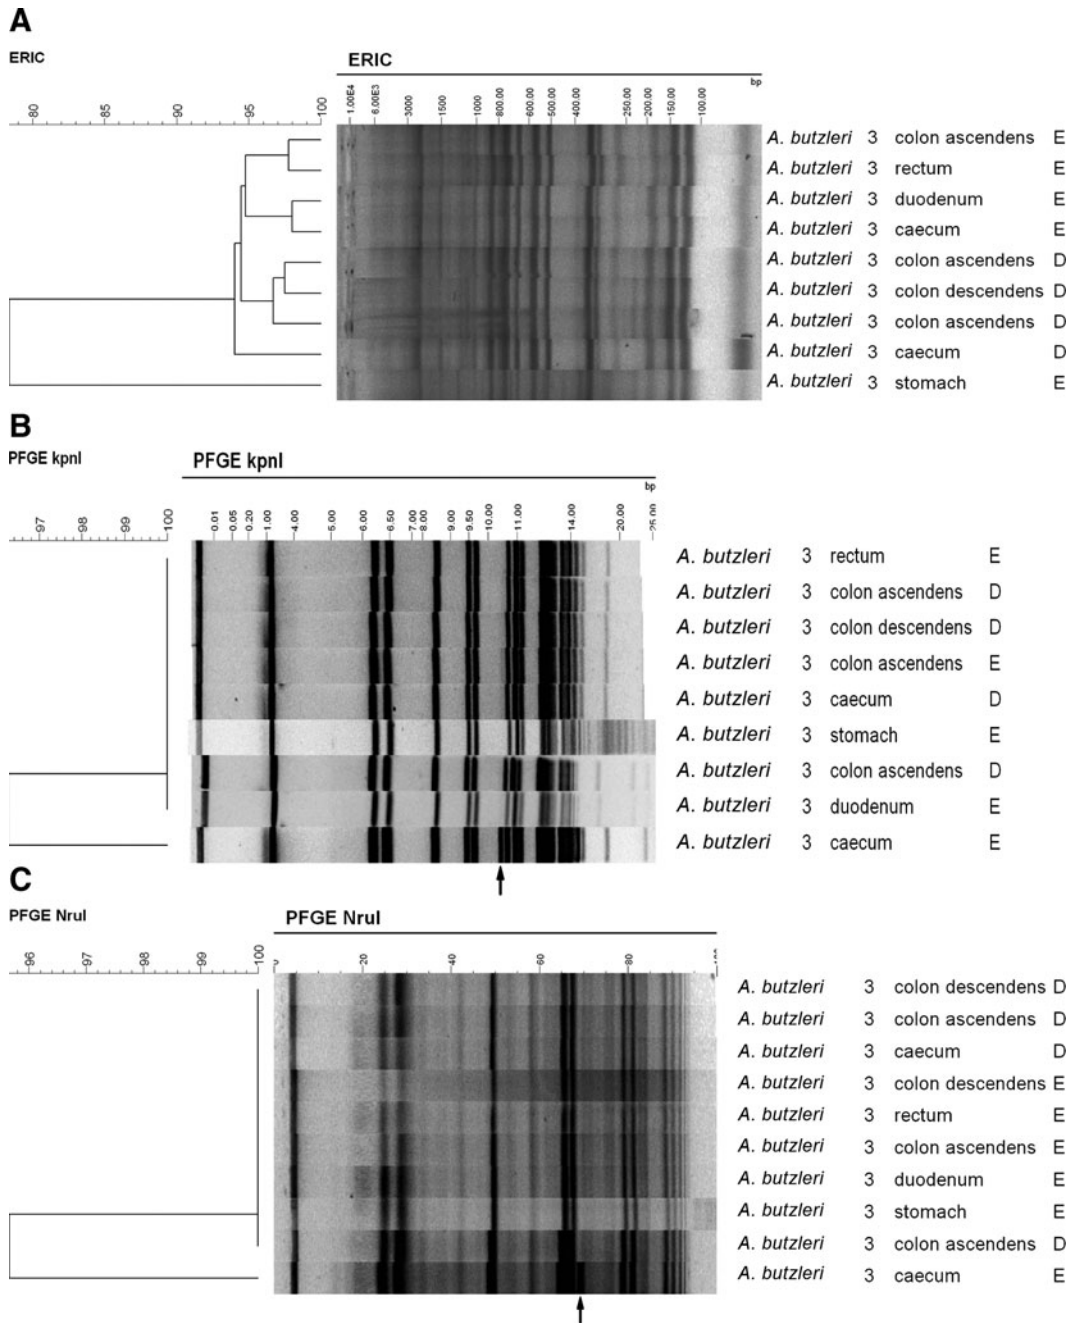 A
ERIC
ERIC
bp
80 85 90 95 100
1.00E4 6.00E3 3000 1500 1000 800.00 600.00 500.00 400.00 250.00 200.00 150.00 100.00
A. butzleri 3 colon ascendens E
A. butzleri 3 rectum E
A. butzleri 3 duodenum E
A. butzleri 3 caecum E
A. butzleri 3 colon ascendens D
A. butzleri 3 colon descendens D
A. butzleri 3 colon ascendens D
A. butzleri 3 caecum D
A. butzleri 3 stomach E
B
PFGE kpnI
PFGE kpnI
bp
97 98 99 100
0.01 0.05 0.20 1.00 4.00 5.00 6.00 6.50 7.00 8.00 9.00 9.50 10.00 11.00 14.00 20.00 25.00
A. butzleri 3 rectum E
A. butzleri 3 colon ascendens D
A. butzleri 3 colon descendens D
A. butzleri 3 colon ascendens E
A. butzleri 3 caecum D
A. butzleri 3 stomach E
A. butzleri 3 colon ascendens D
A. butzleri 3 duodenum E
A. butzleri 3 caecum E
C
PFGE NruI
PFGE NruI
96 97 98 99 100
0 20 40 60 80
A. butzleri 3 colon descendens D
A. butzleri 3 colon ascendens D
A. butzleri 3 caecum D
A. butzleri 3 colon descendens E
A. butzleri 3 rectum E
A. butzleri 3 colon ascendens E
A. butzleri 3 duodenum E
A. butzleri 3 stomach E
A. butzleri 3 colon ascendens D
A. butzleri 3 caecum E